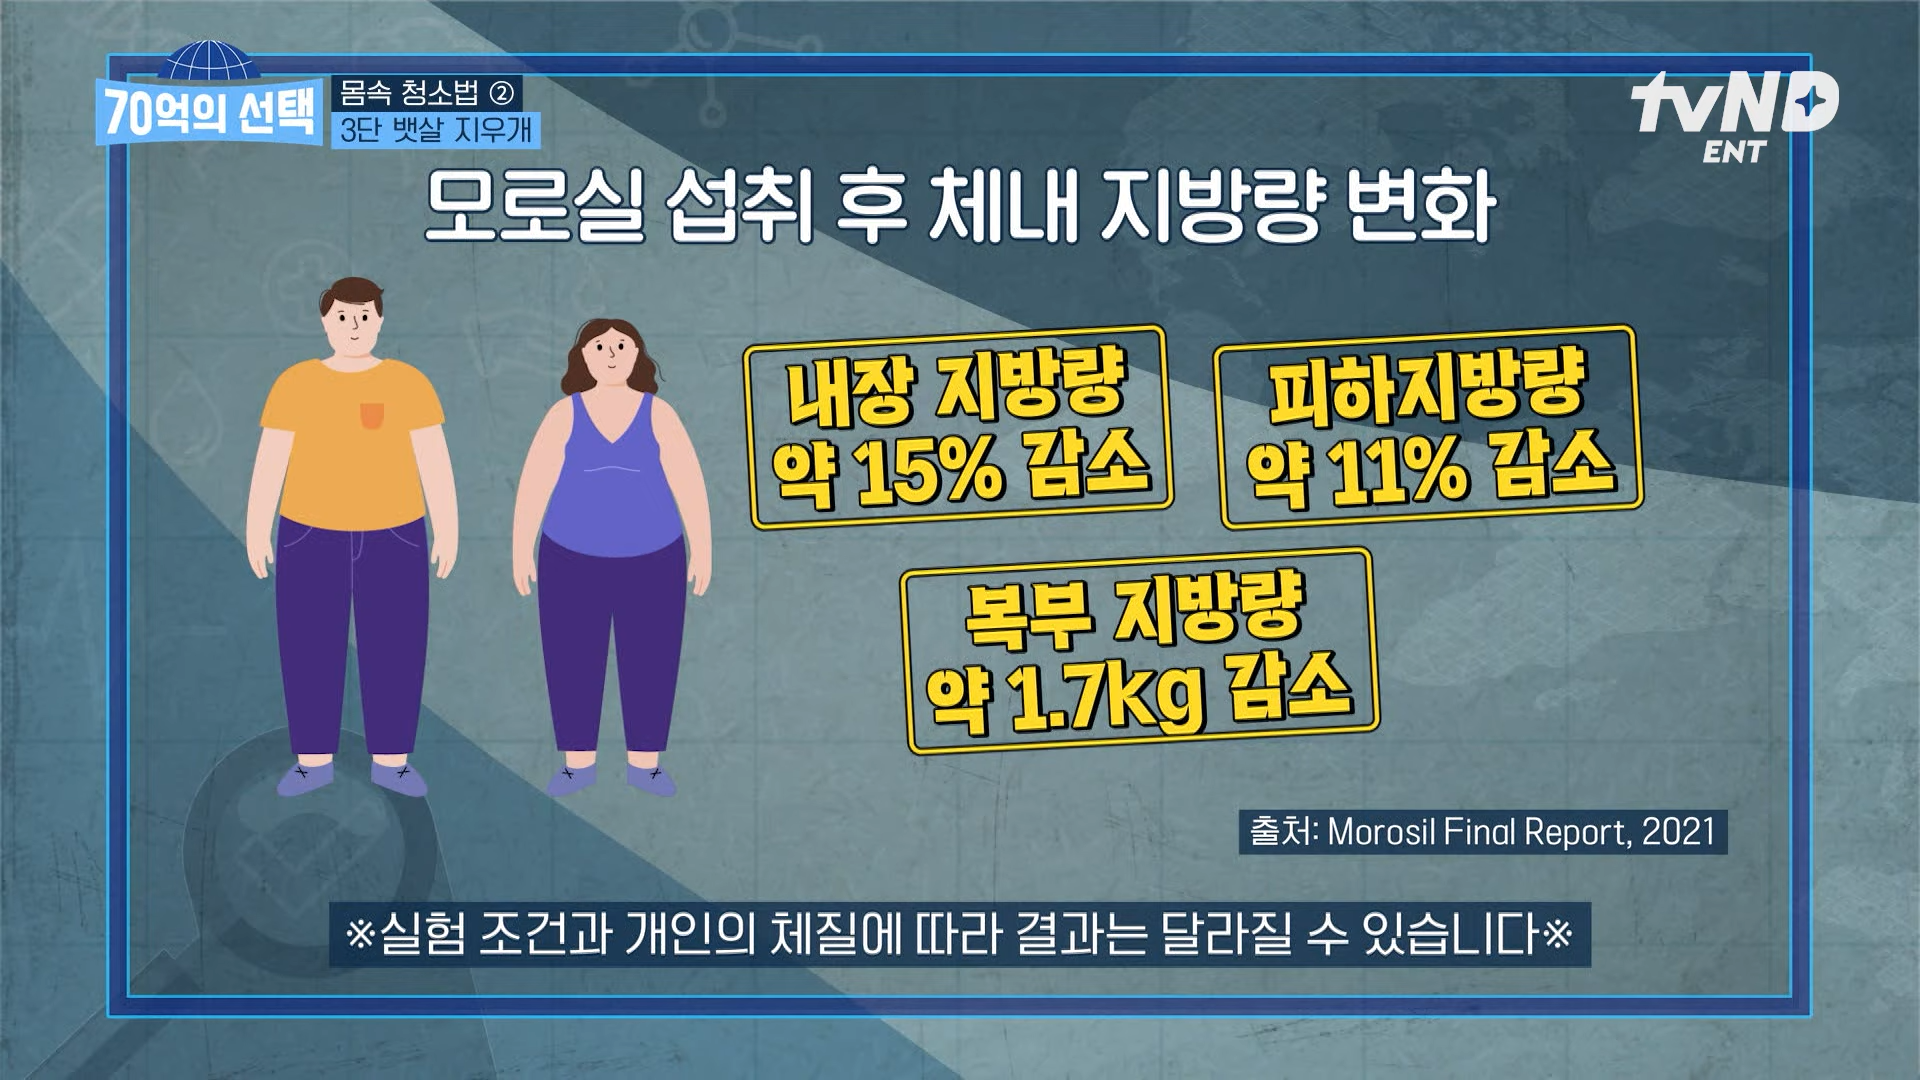 70억의 선택
몸속 청소법 ②
3단 뱃살 지우개
tvND
ENT
모로실 섭취 후 체내 지방량 변화
내장 지방량
약 15% 감소
피하지방량
약 11% 감소
복부 지방량
약 1.7kg 감소
출처: Morosil Final Report, 2021
※실험 조건과 개인의 체질에 따라 결과는 달라질 수 있습니다※